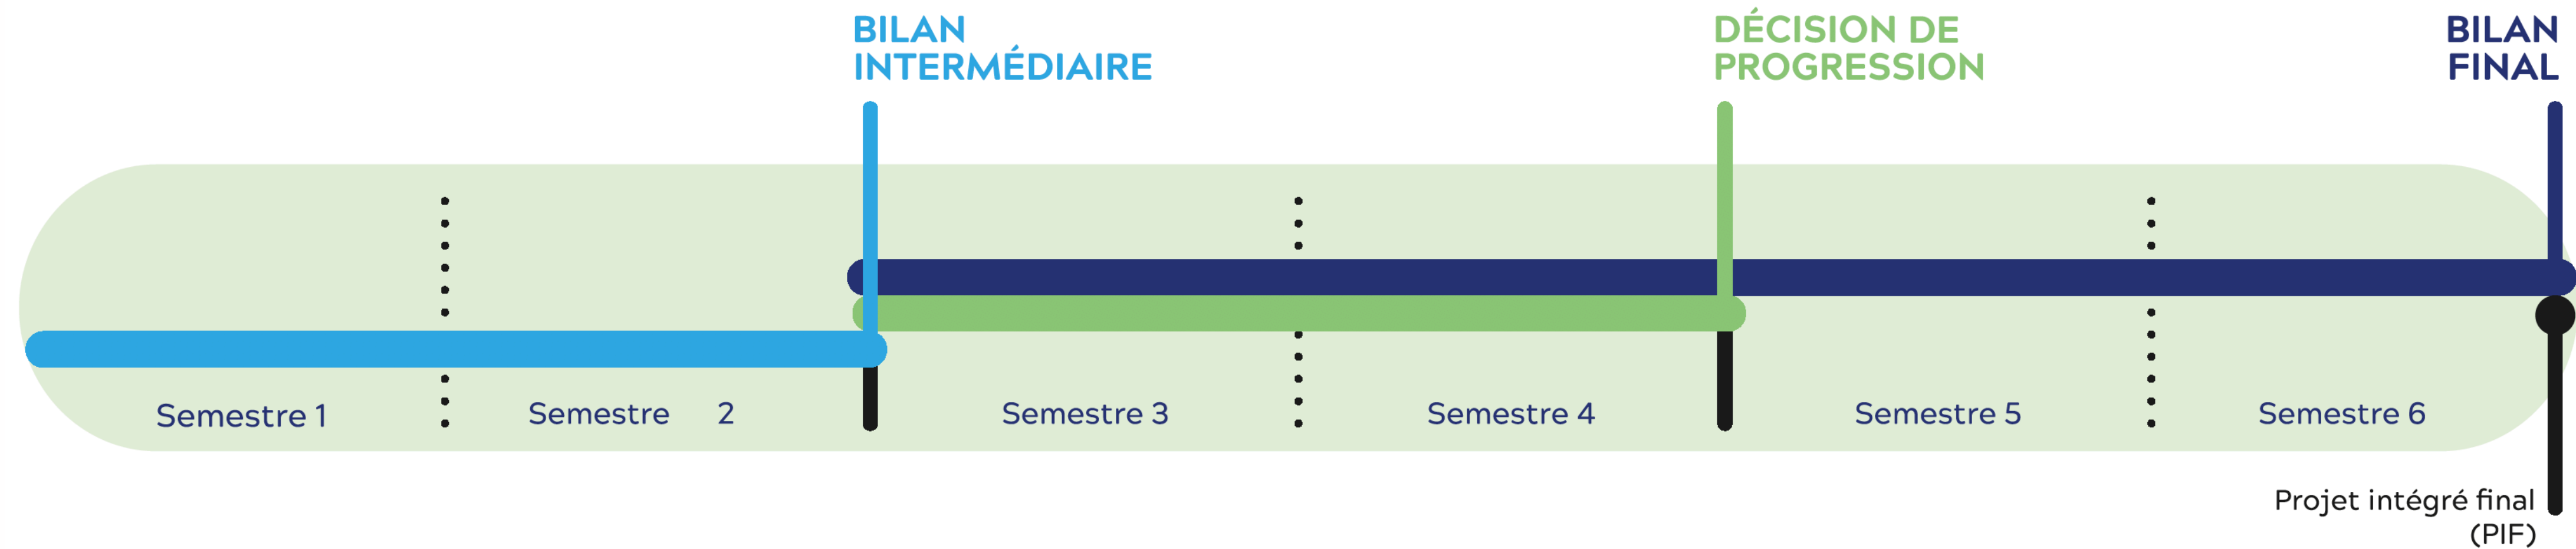 BILAN
INTERMÉDIAIRE
DÉCISION DE
PROGRESSION
BILAN
FINAL
Semestre 1
Semestre 2
Semestre 3
Semestre 4
Semestre 5
Semestre 6
Projet intégré final
(PIF)